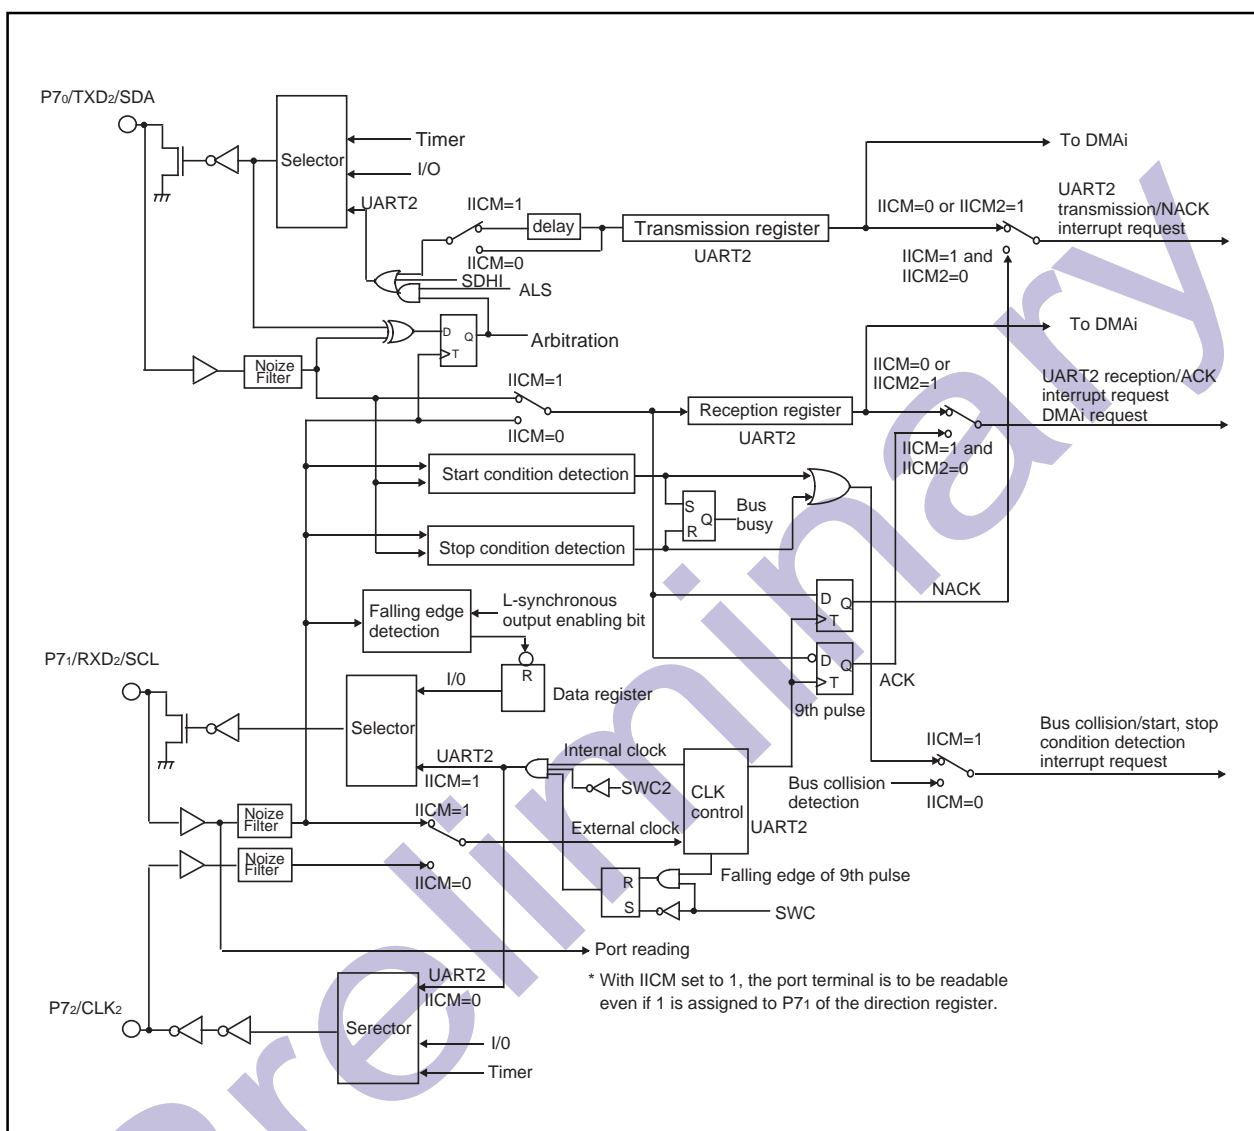 P70/TXD2/SDA
Selector
Timer
I/O
UART2
IICM=1
delay
IICM=0
SDHI
ALS
Transmission register
UART2
To DMAi
IICM=0 or IICM2=1
UART2
transmission/NACK
interrupt request
IICM=1 and
IICM2=0
D
Q
T
Arbitration
Noize
Filter
IICM=1
IICM=0
Reception register
UART2
To DMAi
IICM=0 or
IICM2=1
UART2 reception/ACK
interrupt request
DMAi request
IICM=1 and
IICM2=0
Start condition detection
S
R
Q
Bus
busy
Stop condition detection
D
Q
T
NACK
Falling edge
detection
L-synchronous
output enabling bit
D
Q
T
ACK
9th pulse
P71/RXD2/SCL
R
I/0
Data register
Selector
UART2
IICM=1
Internal clock
SWC2
CLK
control
UART2
Bus collision/start, stop
condition detection
interrupt request
IICM=1
Bus collision
detection
IICM=0
Noize
Filter
IICM=1
External clock
Noize
Filter
IICM=0
R
S
Falling edge of 9th pulse
SWC
Port reading
* With IICM set to 1, the port terminal is to be readable
even if 1 is assigned to P71 of the direction register.
P72/CLK2
UART2
IICM=0
Serector
I/0
Timer
Preliminary